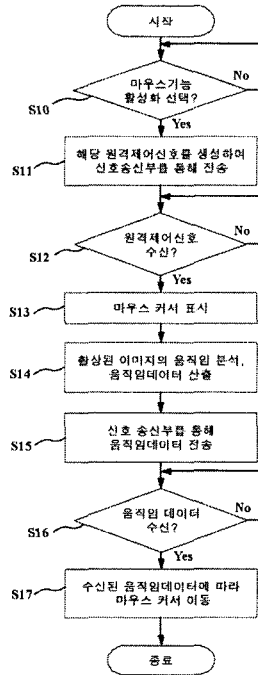 시작
마우스기능
활성화 선택?
No
S10
Yes
해당 원격제어신호를 생성하여
신호송신부를 통해 전송
S11
원격제어신호
수신?
No
S12
Yes
마우스 커서 표시
S13
촬상된 이미지의 움직임 분석,
움직임데이터 산출
S14
신호 송신부를 통해
움직임데이터 전송
S15
움직임 데이터
수신?
No
S16
Yes
수신된 움직임데이터에 따라
마우스 커서 이동
S17
종료